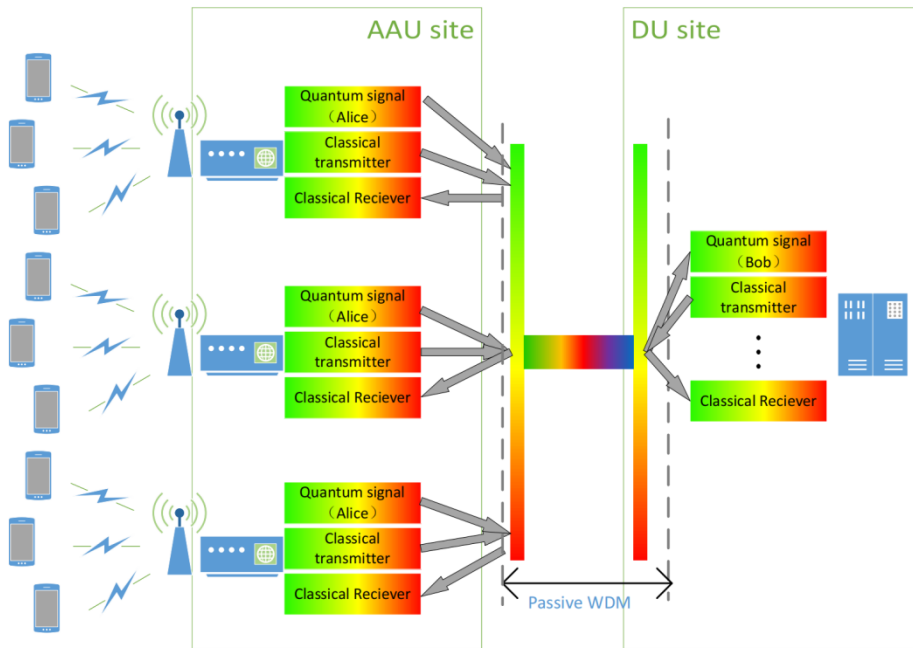 AAU site
DU site
Quantum signal
（Alice）
Classical
transmitter
Classical Reciever
Quantum signal
（Alice）
Classical
transmitter
Classical Reciever
Quantum signal
（Alice）
Classical
transmitter
Classical Reciever
Quantum signal
（Bob）
Classical
transmitter
Classical Reciever
Passive WDM